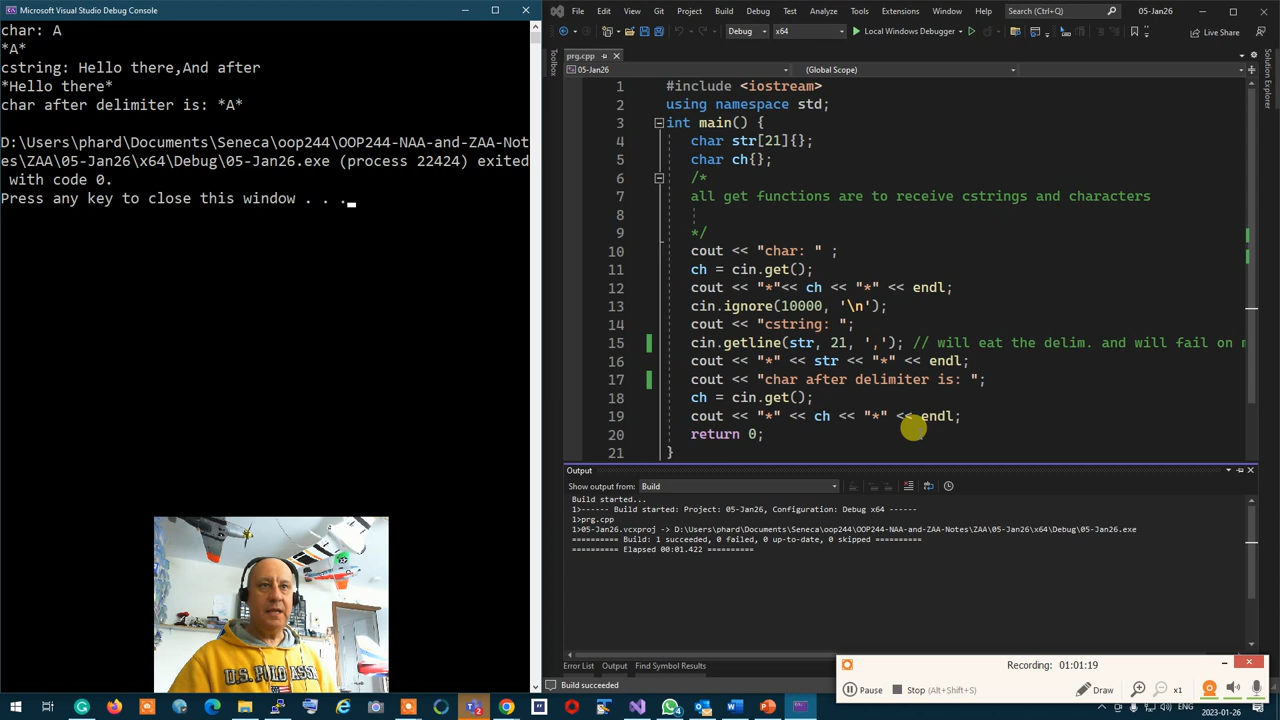 Microsoft Visual Studio Debug Console
char: A
*A*
cstring: Hello there,And after
*Hello there*
char after delimiter is: *A*
D:\Users\phard\Documents\Seneca\oop244\OOP244-NAA-and-ZAA-Not
es\ZAA\05-Jan26\x64\Debug\05-Jan26.exe (process 22424) exited
with code 0.
Press any key to close this window . . .
File Edit View Git Project Build Debug Test Analyze Tools Extensions Window Help Search (Ctrl+Q) 05-Jan26
Debug x64 Local Windows Debugger Live Share
prg.cpp
05-Jan26 (Global Scope)
Toolbox
Solution Explorer
1 #include <iostream>
2 using namespace std;
3 int main() {
4 char str[21]{};
5 char ch{};
6 /*
7 all get functions are to receive cstrings and characters
8
9 */
10 cout << "char: " ;
11 ch = cin.get();
12 cout << "*"<< ch << "*" << endl;
13 cin.ignore(10000, '\n');
14 cout << "cstring: ";
15 cin.getline(str, 21, ','); // will eat the delim. and will fail on m
16 cout << "*" << str << "*" << endl;
17 cout << "char after delimiter is: ";
18 ch = cin.get();
19 cout << "*" << ch << "*" << endl;
20 return 0;
21 }
Output
Show output from: Build
Build started...
1>------ Build started: Project: 05-Jan26, Configuration: Debug x64 ------
1>prg.cpp
1>05-Jan26.vcxproj -> D:\Users\phard\Documents\Seneca\oop244\OOP244-NAA-and-ZAA-Notes\ZAA\05-Jan26\x64\Debug\05-Jan26.exe
========== Build: 1 succeeded, 0 failed, 0 up-to-date, 0 skipped ==========
========== Elapsed 00:01.422 ==========
Error List Output Find Symbol Results
Build succeeded
Recording: 01:01:19
Pause Stop (Alt+Shift+S) Draw x1
U.S. POLO ASSN
ENG 2023-01-26